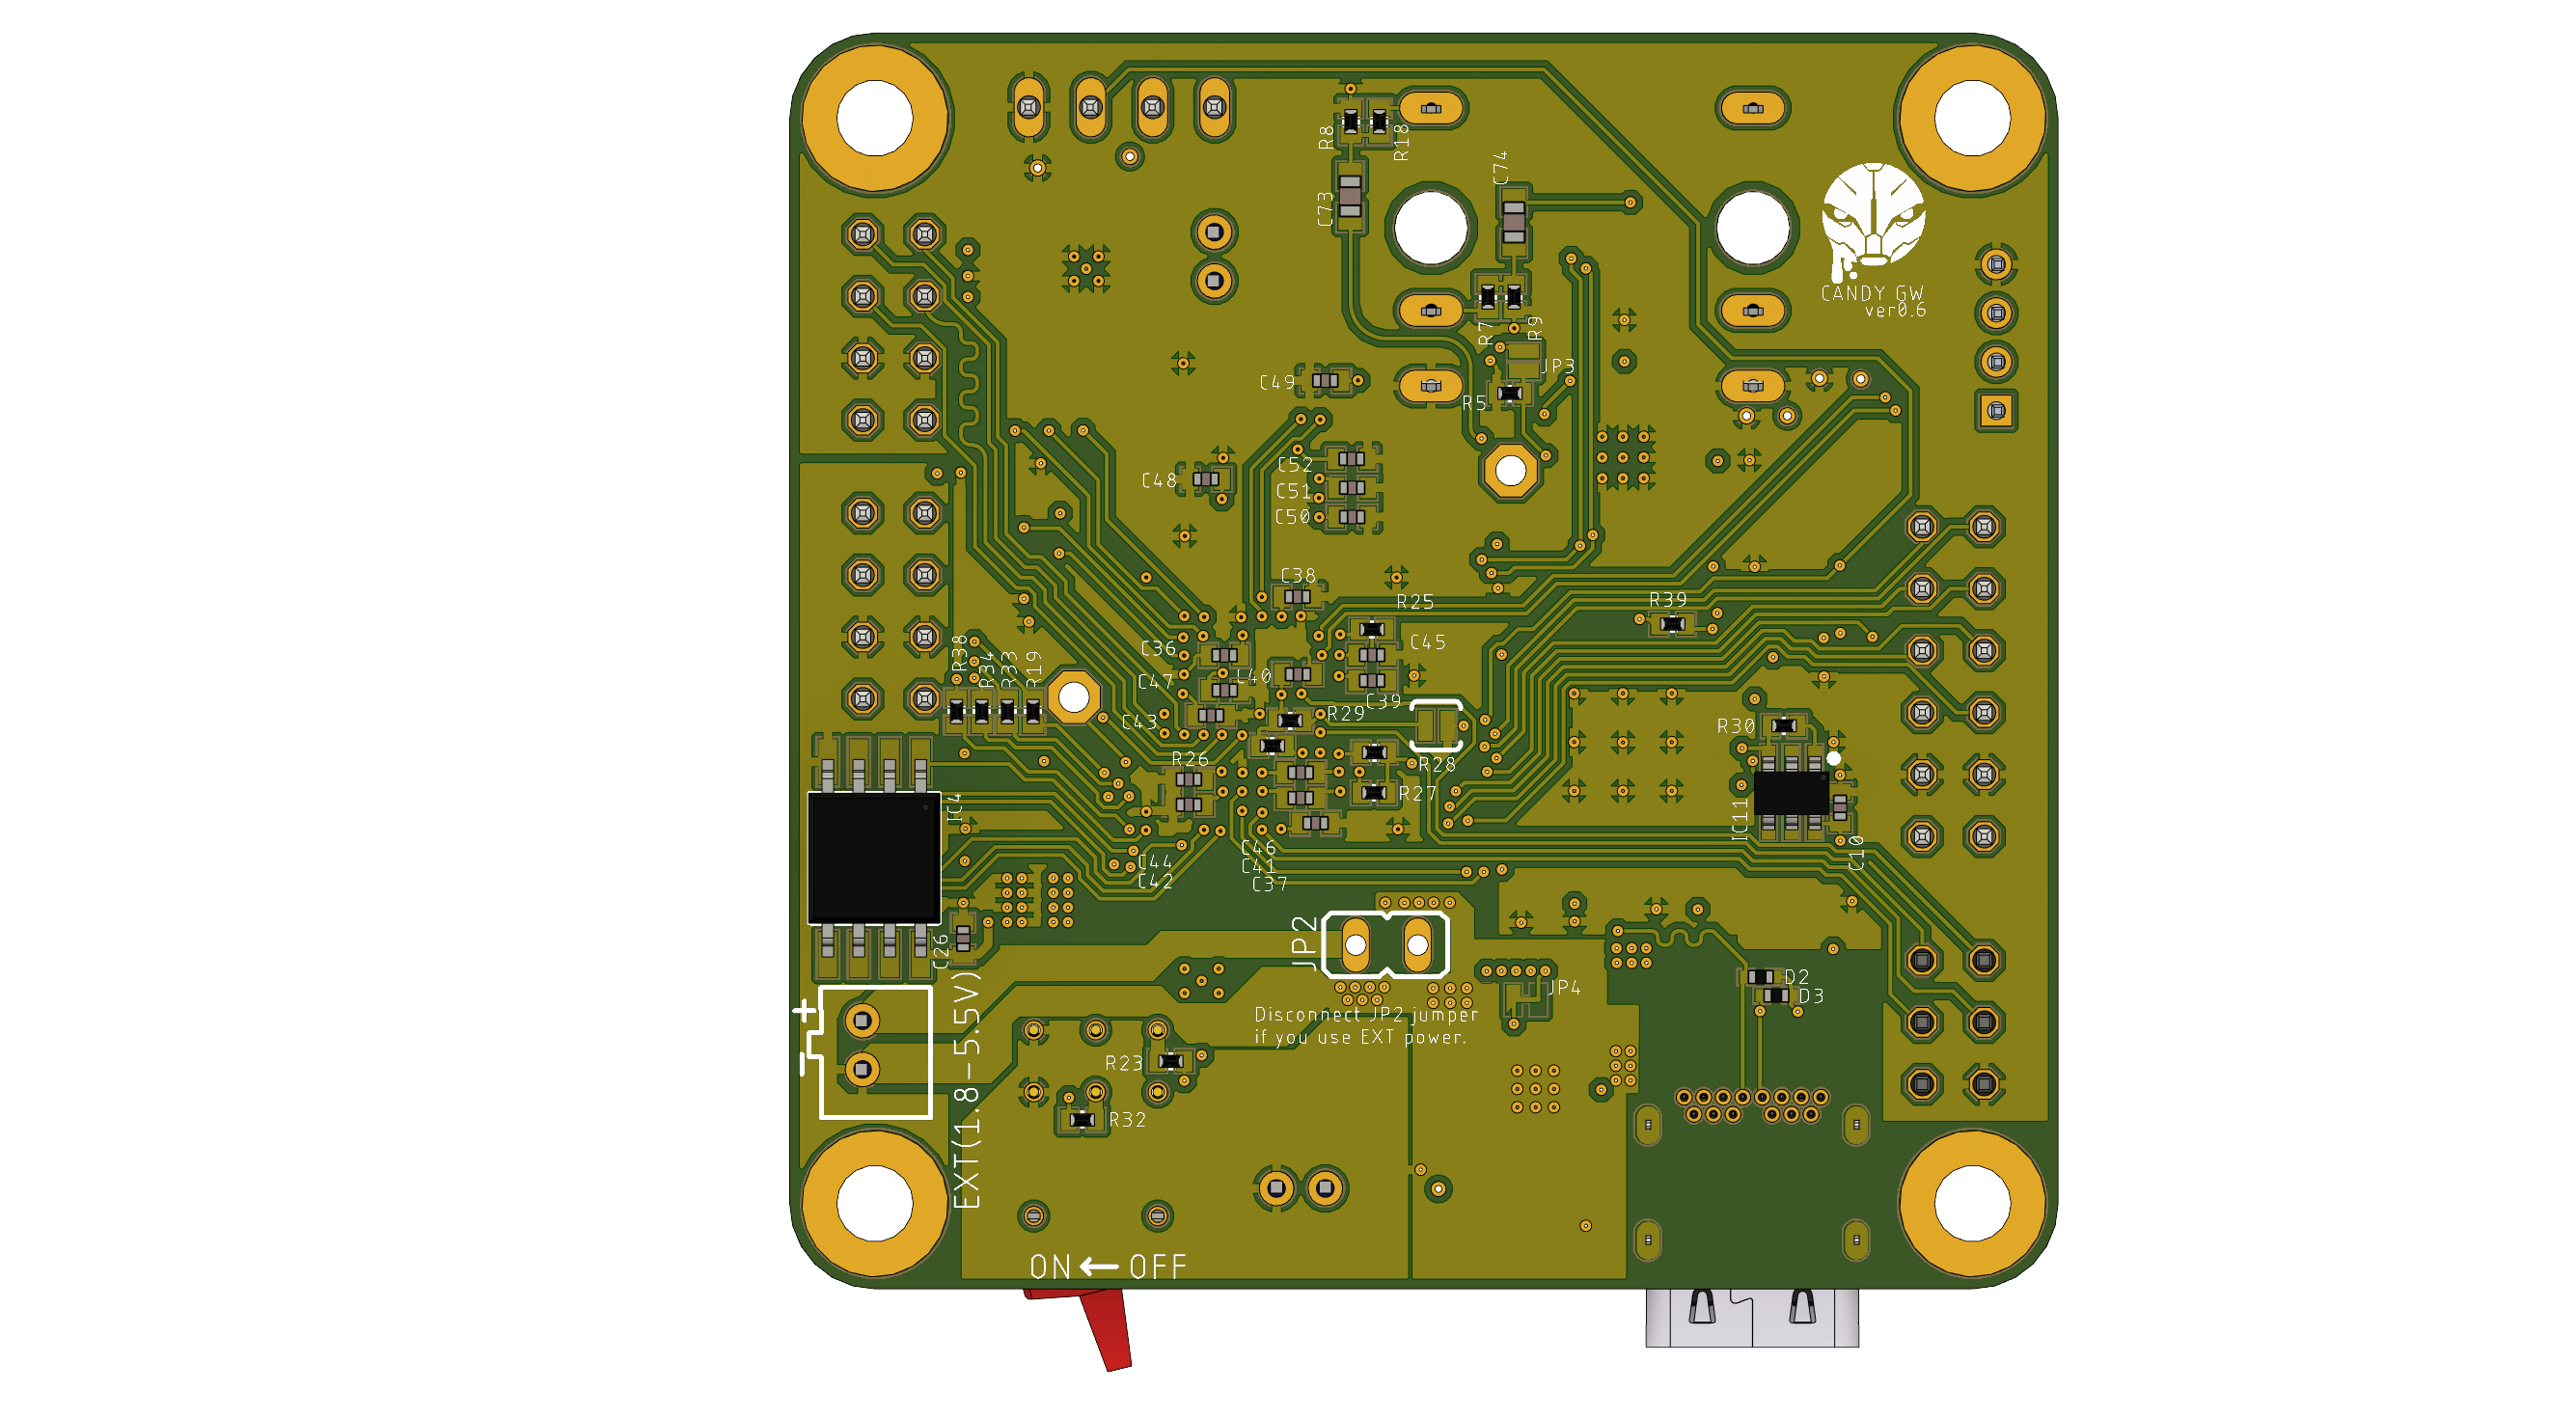 R8
R18
C73
C74
CANDY GW
ver0.6
R7
R9
JP3
C49
R5
C52
C48
C51
C50
C38
R25
R39
C36
C45
R38
R34
R33
R19
C47
C40
C39
C43
R29
R30
R26
R28
R27
IC4
IC11
C46
C44
C41
C42
C37
C10
C26
JP2
D2
D3
JP4
+
-
EXT(1.8-5.5V)
Disconnect JP2 jumper
if you use EXT power.
R23
R32
ON ← OFF